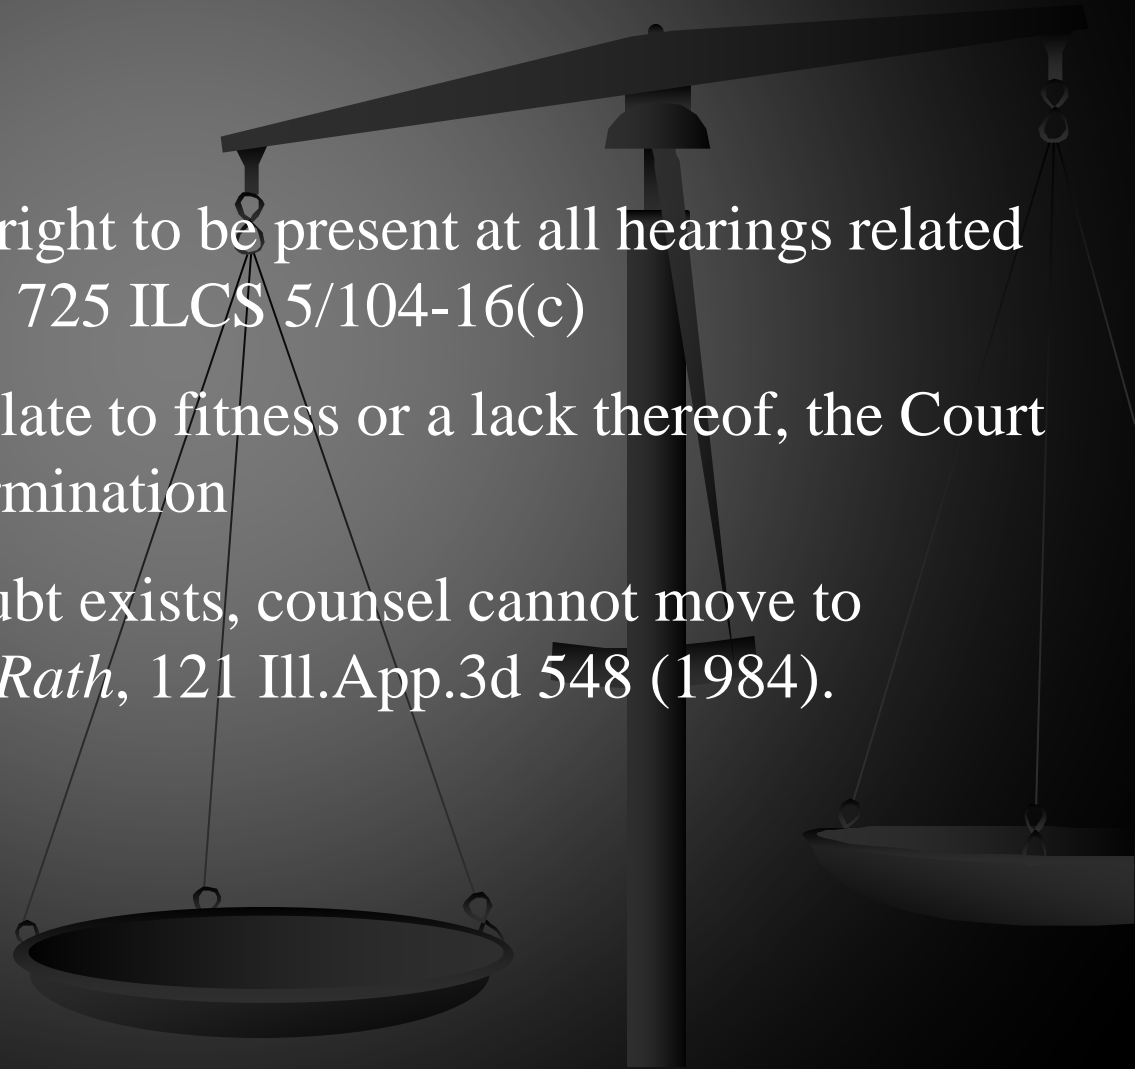 right to be present at all hearings related
725 ILCS 5/104-16(c)
late to fitness or a lack thereof, the Court
rmination
ubt exists, counsel cannot move to
Rath, 121 Ill.App.3d 548 (1984).